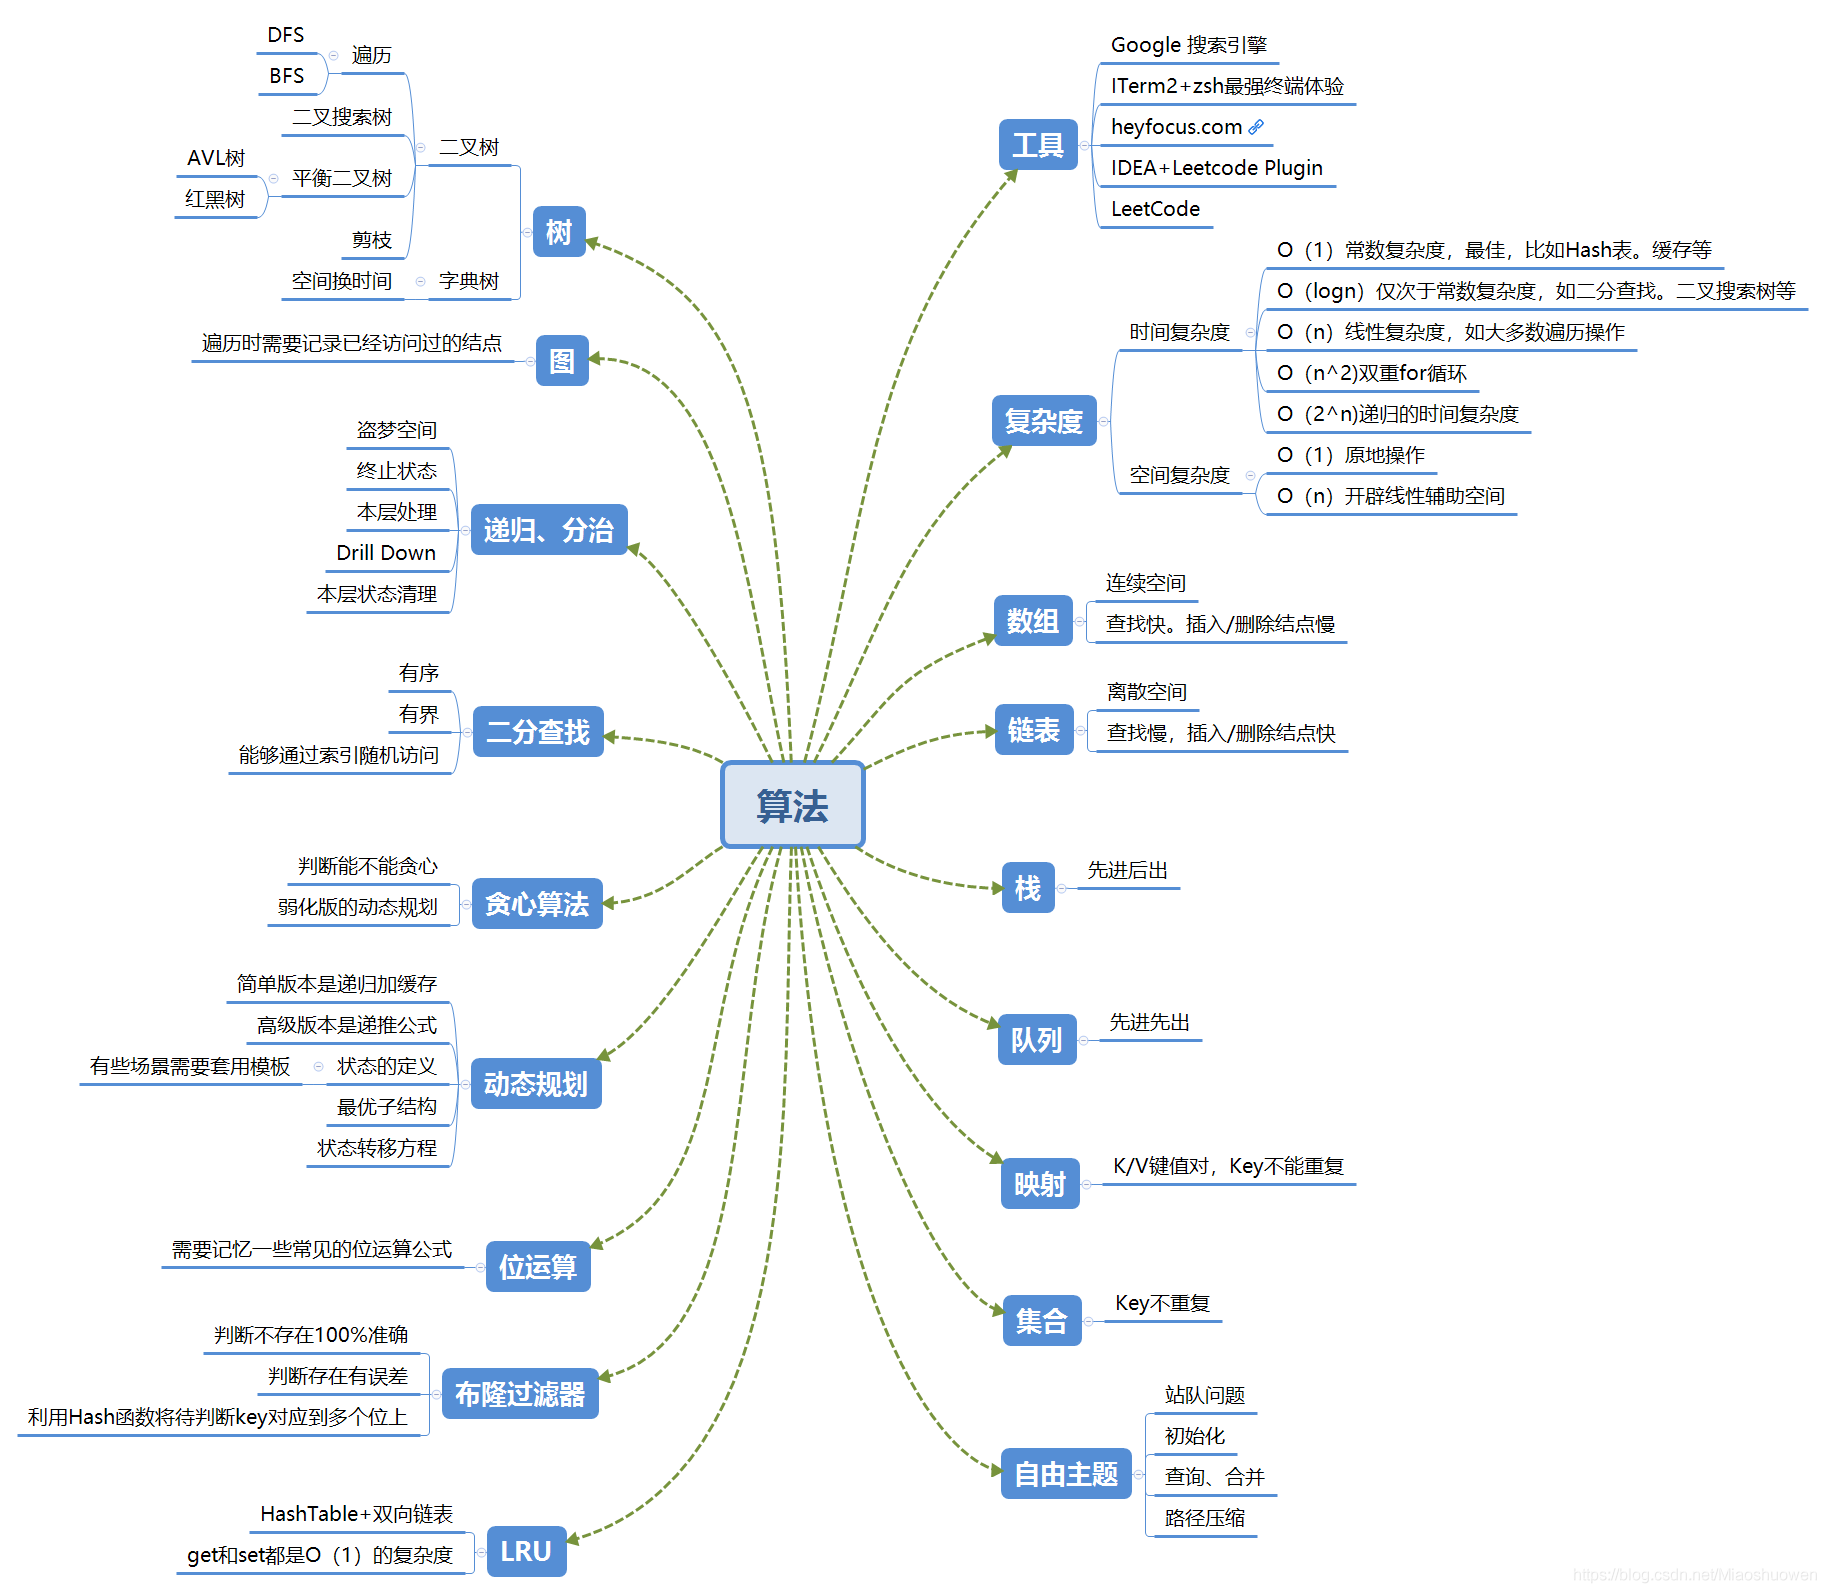 算法
工具
Google 搜索引擎
ITerm2+zsh最强终端体验
heyfocus.com
IDEA+Leetcode Plugin
LeetCode
复杂度
时间复杂度
O（1）常数复杂度，最佳，比如Hash表。缓存等
O（logn）仅次于常数复杂度，如二分查找。二叉搜索树等
O（n）线性复杂度，如大多数遍历操作
O（n^2)双重for循环
O（2^n)递归的时间复杂度
空间复杂度
O（1）原地操作
O（n）开辟线性辅助空间
数组
连续空间
查找快。插入/删除结点慢
链表
离散空间
查找慢，插入/删除结点快
栈
先进后出
队列
先进先出
映射
K/V键值对，Key不能重复
集合
Key不重复
自由主题
站队问题
初始化
查询、合并
路径压缩
树
二叉树
遍历
DFS
BFS
二叉搜索树
平衡二叉树
AVL树
红黑树
剪枝
字典树
空间换时间
图
遍历时需要记录已经访问过的结点
递归、分治
盗梦空间
终止状态
本层处理
Drill Down
本层状态清理
二分查找
有序
有界
能够通过索引随机访问
贪心算法
判断能不能贪心
弱化版的动态规划
动态规划
简单版本是递归加缓存
高级版本是递推公式
状态的定义
有些场景需要套用模板
最优子结构
状态转移方程
位运算
需要记忆一些常见的位运算公式
布隆过滤器
判断不存在100%准确
判断存在有误差
利用Hash函数将待判断key对应到多个位上
LRU
HashTable+双向链表
get和set都是O（1）的复杂度
https://blog.csdn.net/Miaoshuowen